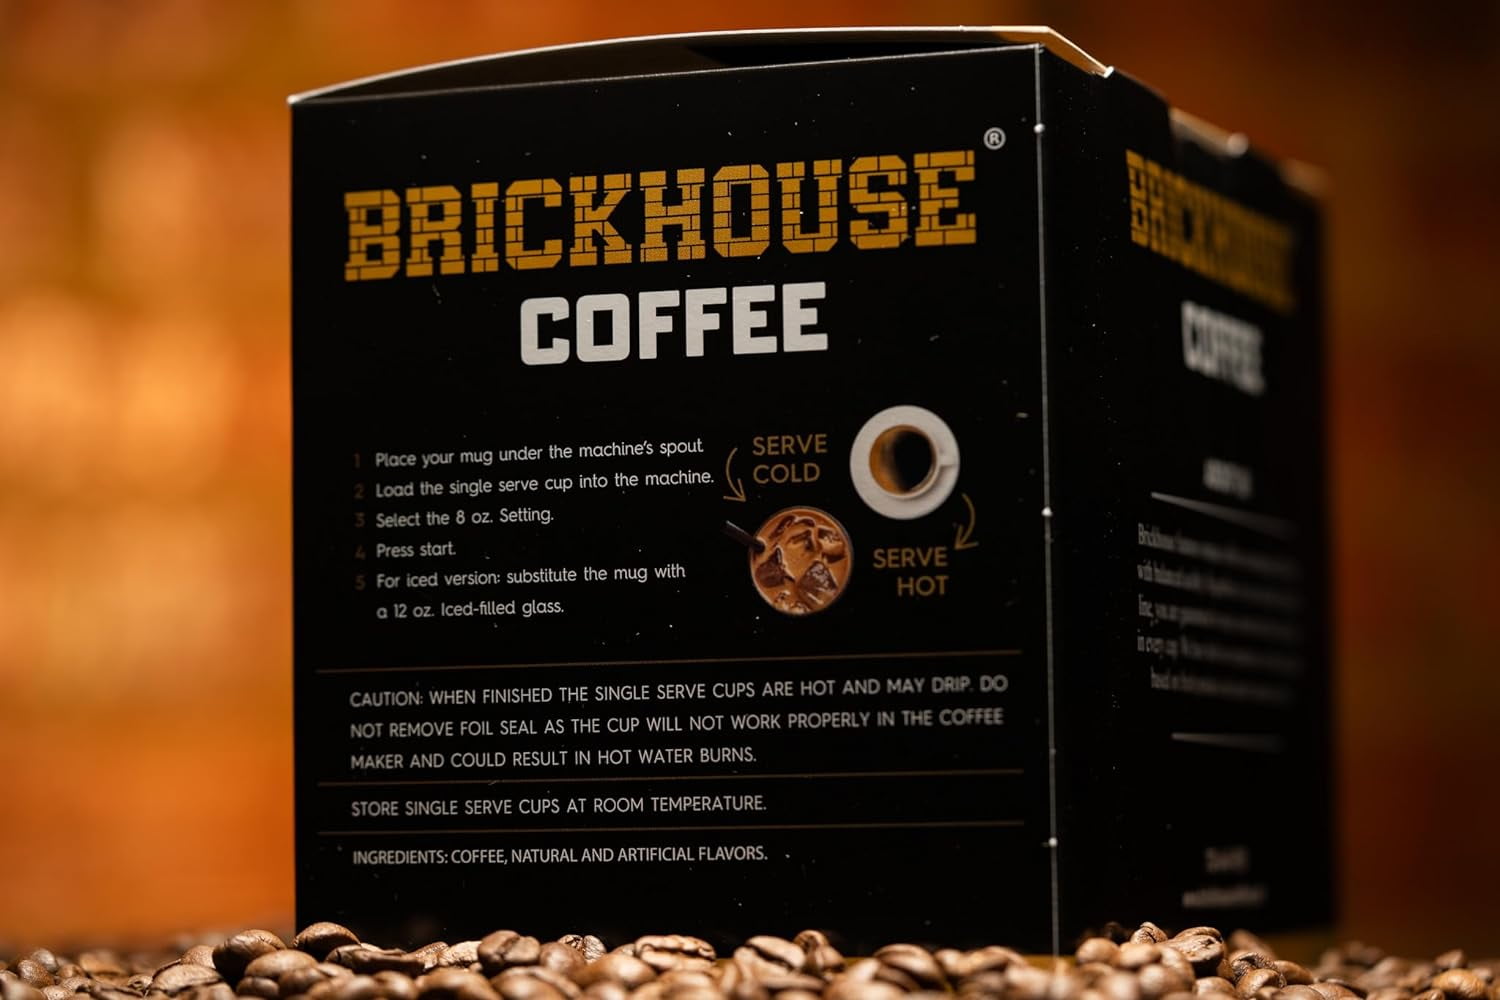 BRICKHOUSE®
COFFEE
1 Place your mug under the machine's spout
2 Load the single serve cup into the machine.
3 Select the 8 oz. Setting.
4 Press start.
5 For iced version: substitute the mug with
a 12 oz. Iced-filled glass.
SERVE
COLD
SERVE
HOT
CAUTION: WHEN FINISHED THE SINGLE SERVE CUPS ARE HOT AND MAY DRIP. DO
NOT REMOVE FOIL SEAL AS THE CUP WILL NOT WORK PROPERLY IN THE COFFEE
MAKER AND COULD RESULT IN HOT WATER BURNS.
STORE SINGLE SERVE CUPS AT ROOM TEMPERATURE.
INGREDIENTS: COFFEE, NATURAL AND ARTIFICIAL FLAVORS.
BRICKHOUSE
COFFEE